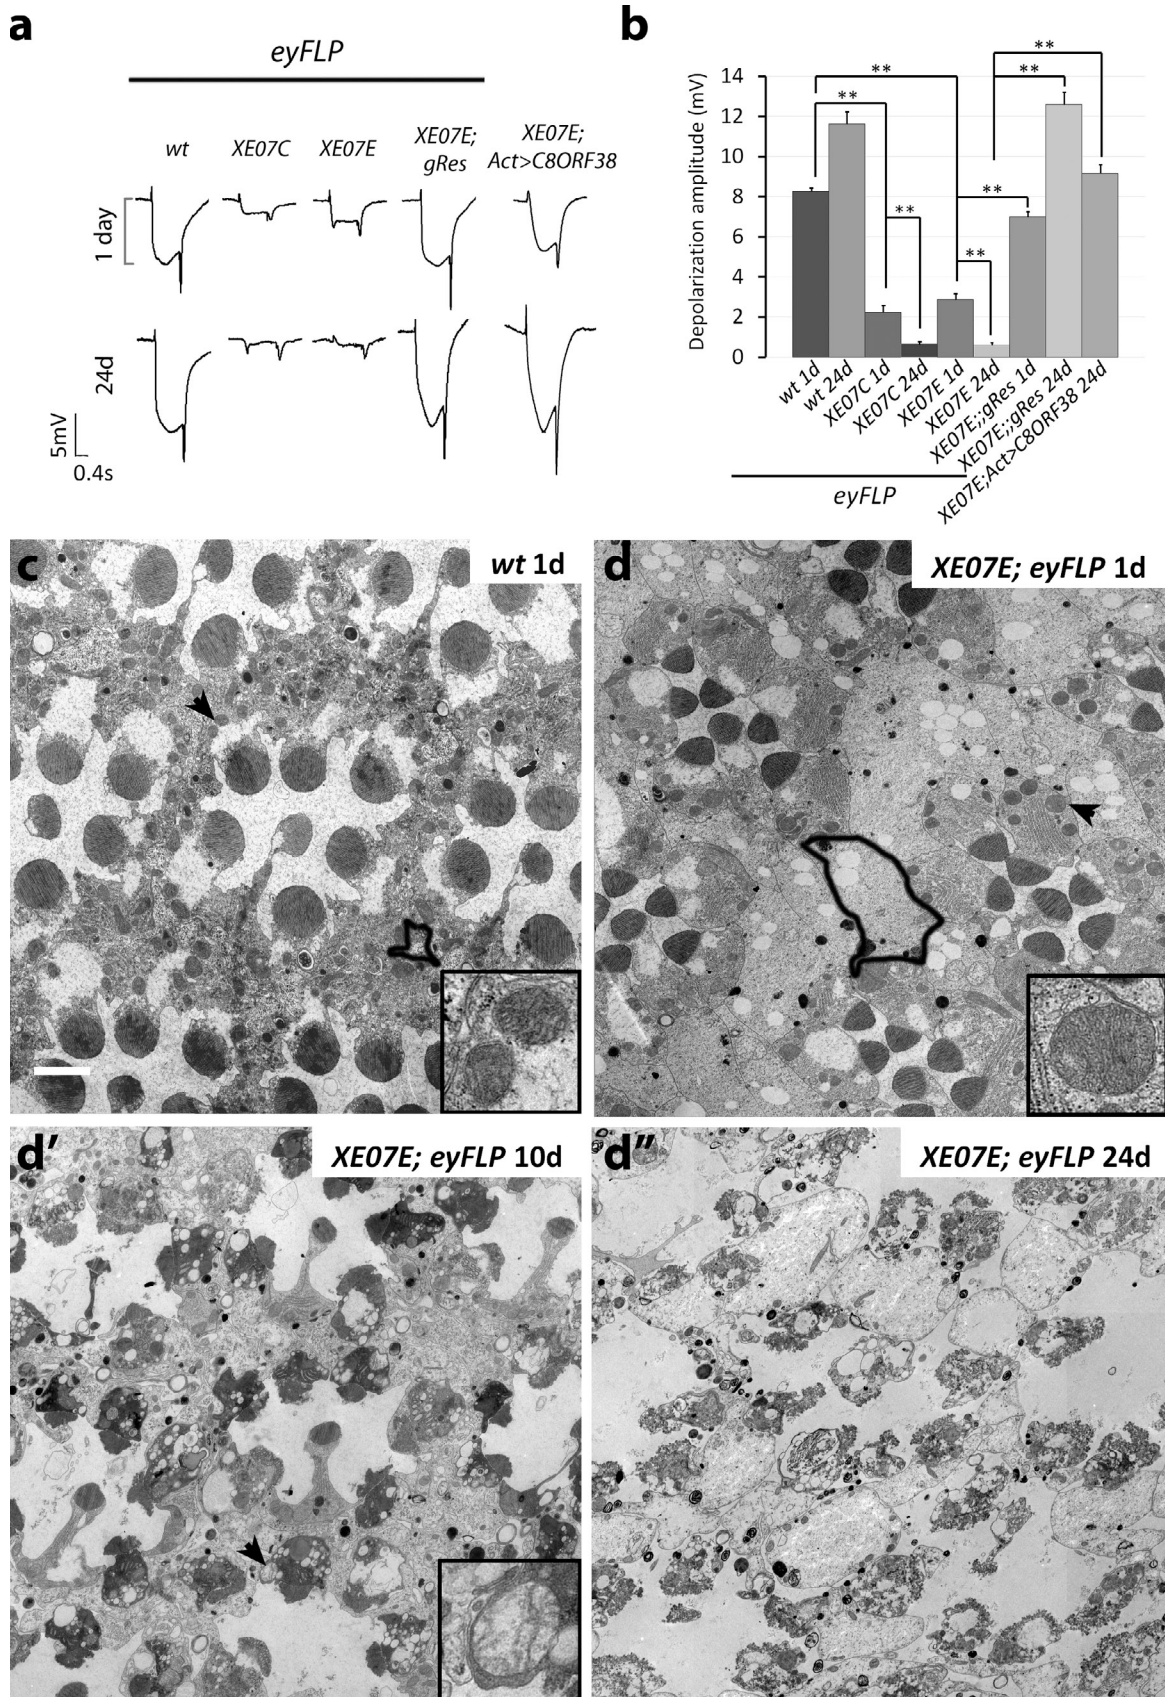 a
eyFLP
wt XE07C XE07E XE07E; gRes XE07E; Act>C8ORF38
1 day
24d
5mV
0.4s
b
Depolarization amplitude (mV)
14
12
10
8
6
4
2
0
** ** ** ** ** ** ** **
wt 1d
wt 24d
XE07C 1d
XE07C 24d
XE07E 1d
XE07E 24d
XE07E;;gRes 1d
XE07E;;gRes 24d
XE07E;Act>C8ORF38 24d
eyFLP
c
wt 1d
d
XE07E; eyFLP 1d
d′
XE07E; eyFLP 10d
d″
XE07E; eyFLP 24d